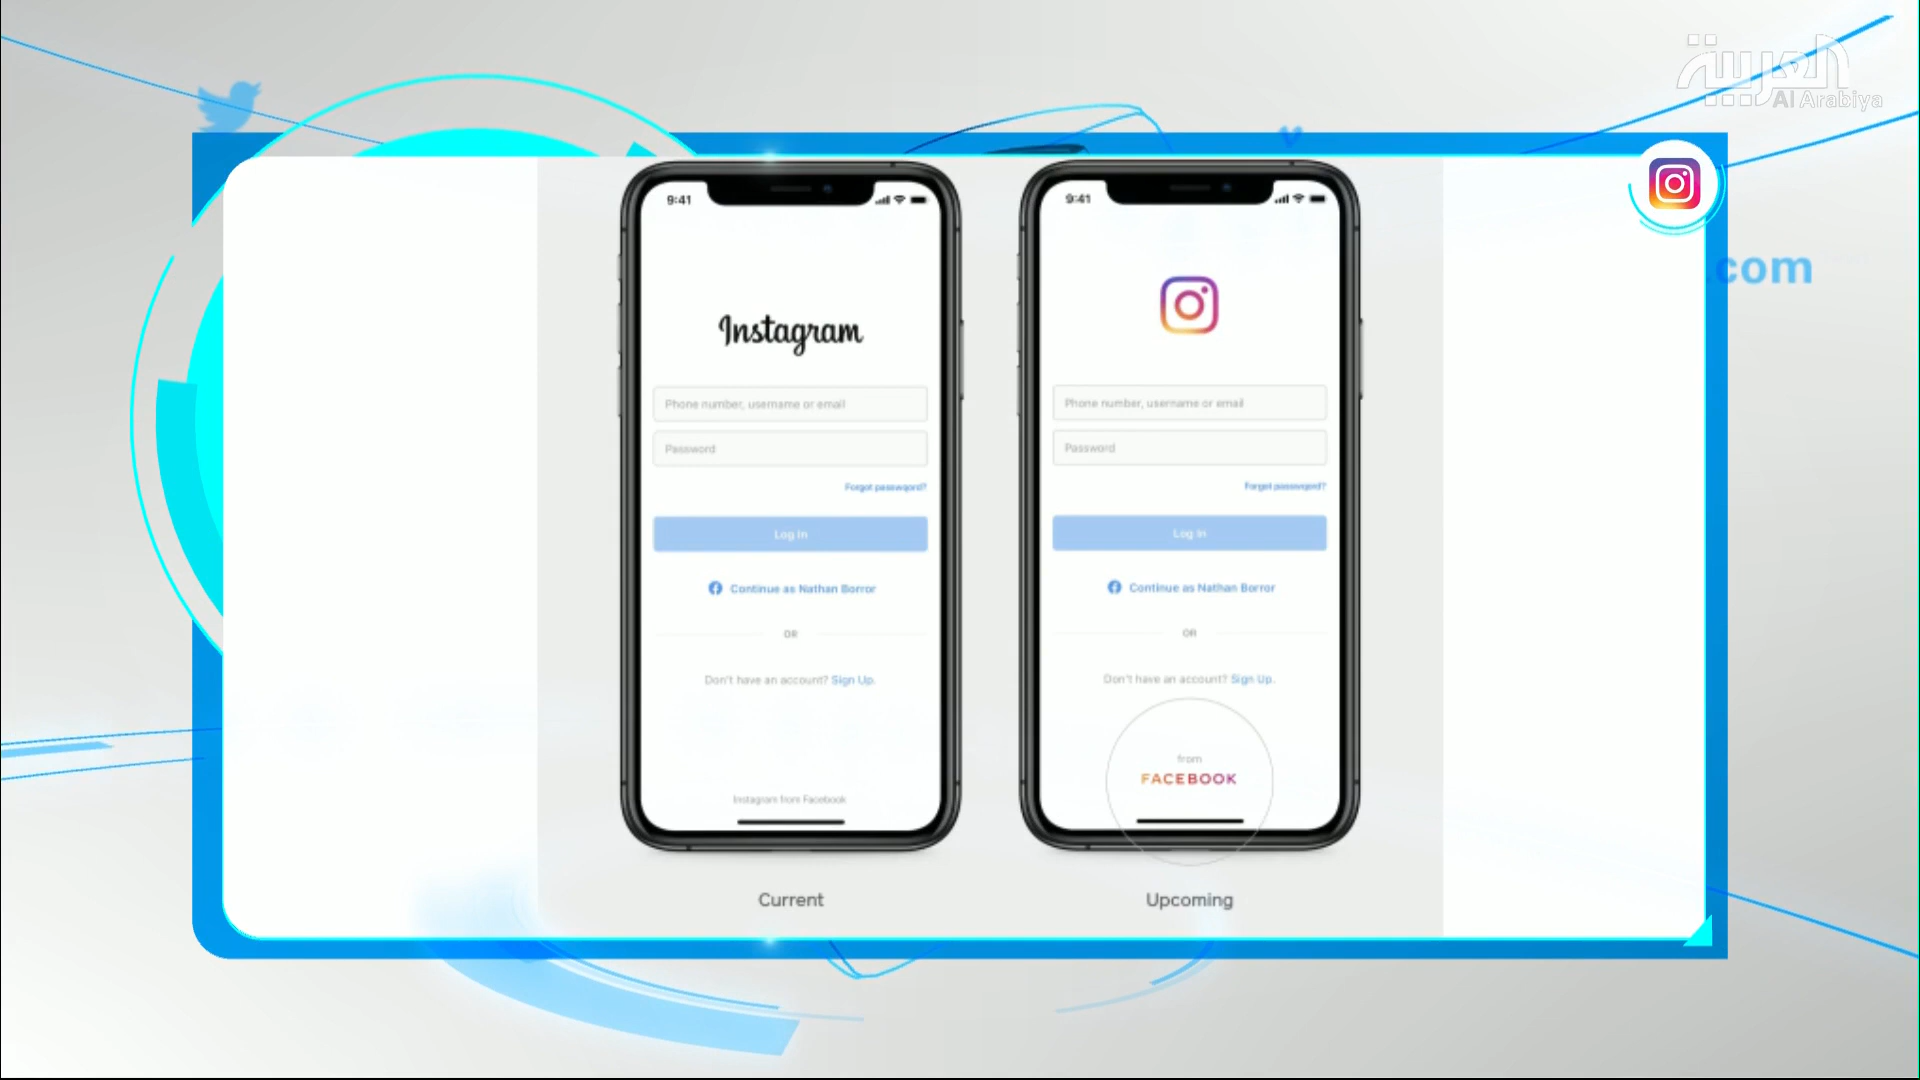 العربية
Al Arabiya
.com
9:41
Instagram
Phone number, username or email
Password
Forgot passwqord?
Log In
Continue as Nathan Borror
OR
Don't have an account? Sign Up.
Instagram from Facebook
Current
9:41
Phone number, username or email
Password
Forgot passwqord?
Log In
Continue as Nathan Borror
OR
Don't have an account? Sign Up.
from
FACEBOOK
Upcoming